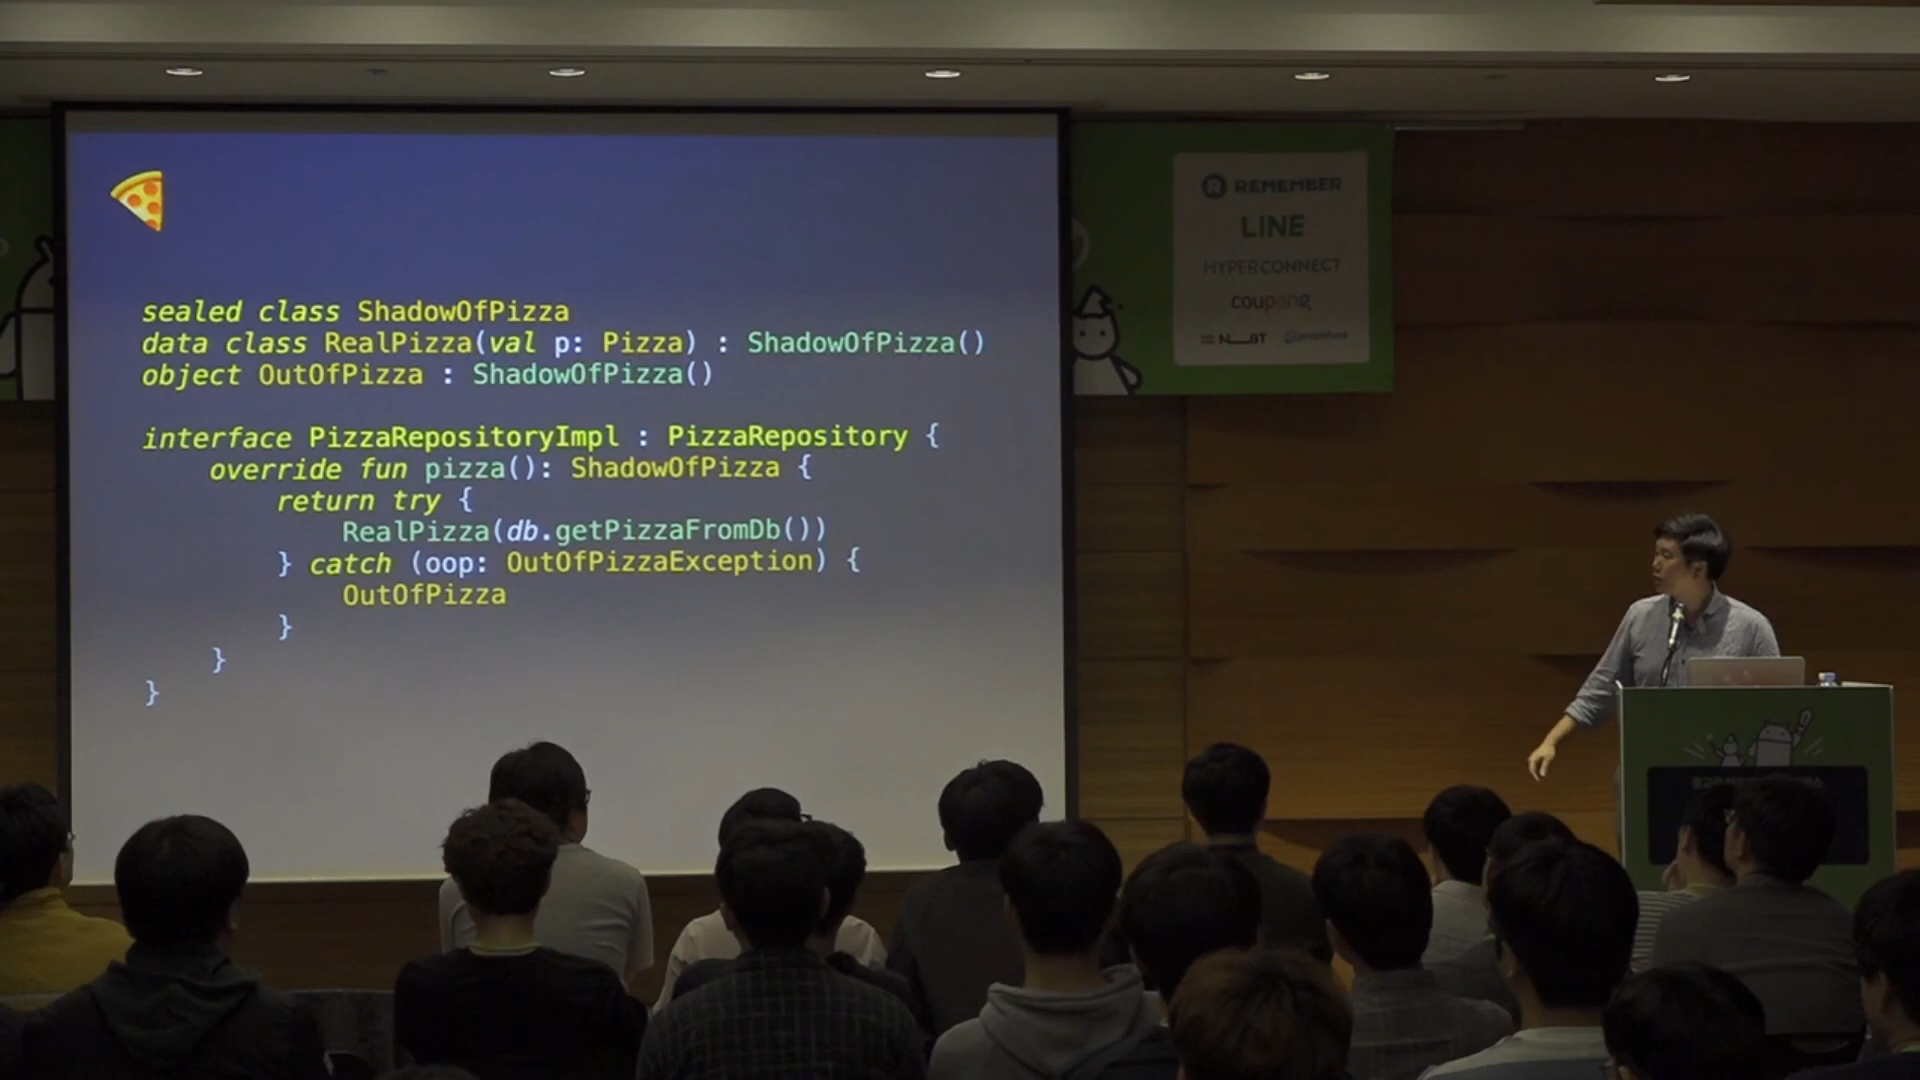 sealed class ShadowOfPizza
data class RealPizza(val p: Pizza) : ShadowOfPizza()
object OutOfPizza : ShadowOfPizza()
interface PizzaRepositoryImpl : PizzaRepository {
override fun pizza(): ShadowOfPizza {
return try {
RealPizza(db.getPizzaFromDb())
} catch (oop: OutOfPizzaException) {
OutOfPizza
}
}
}
R REMEMBER
LINE
HYPERCONNECT
coupang